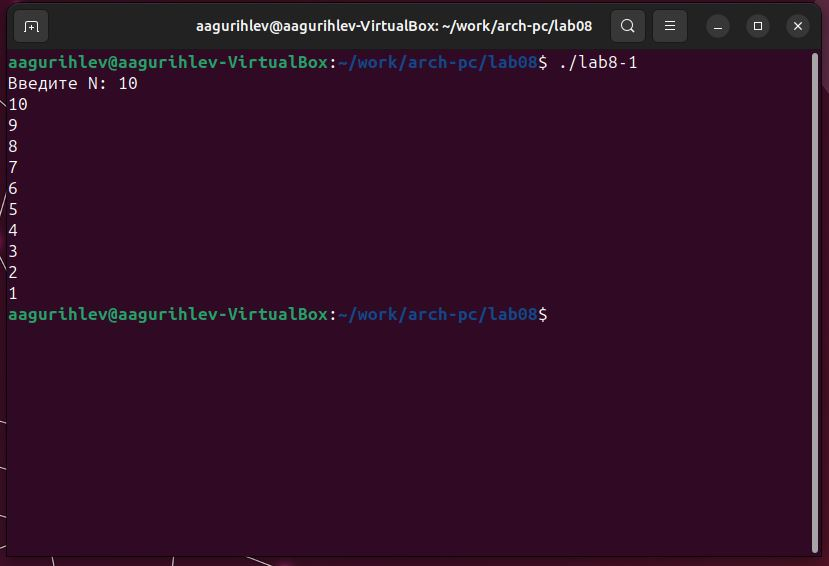 aagurihlev@aagurihlev-VirtualBox: ~/work/arch-pc/lab08
aagurihlev@aagurihlev-VirtualBox:~/work/arch-pc/lab08$ ./lab8-1
Введите N: 10
10
9
8
7
6
5
4
3
2
1
aagurihlev@aagurihlev-VirtualBox:~/work/arch-pc/lab08$